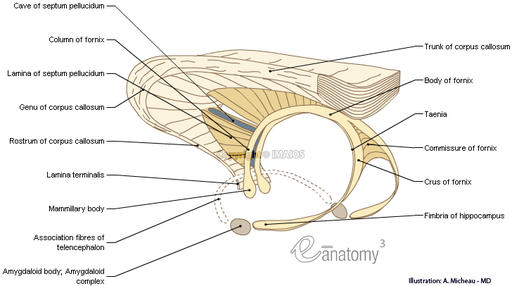 Cave of septum pellucidum
Column of fornix
Lamina of septum pellucidum
Genu of corpus callosum
Rostrum of corpus callosum
Lamina terminalis
Mammillary body
Association fibres of
telencephalon
Amygdaloid body; Amygdaloid
complex
Trunk of corpus callosum
Body of fornix
Taenia
Commissure of fornix
Crus of fornix
Fimbria of hippocampus
© IMAIOS
e-anatomy3
Illustration: A. Micheau - MD